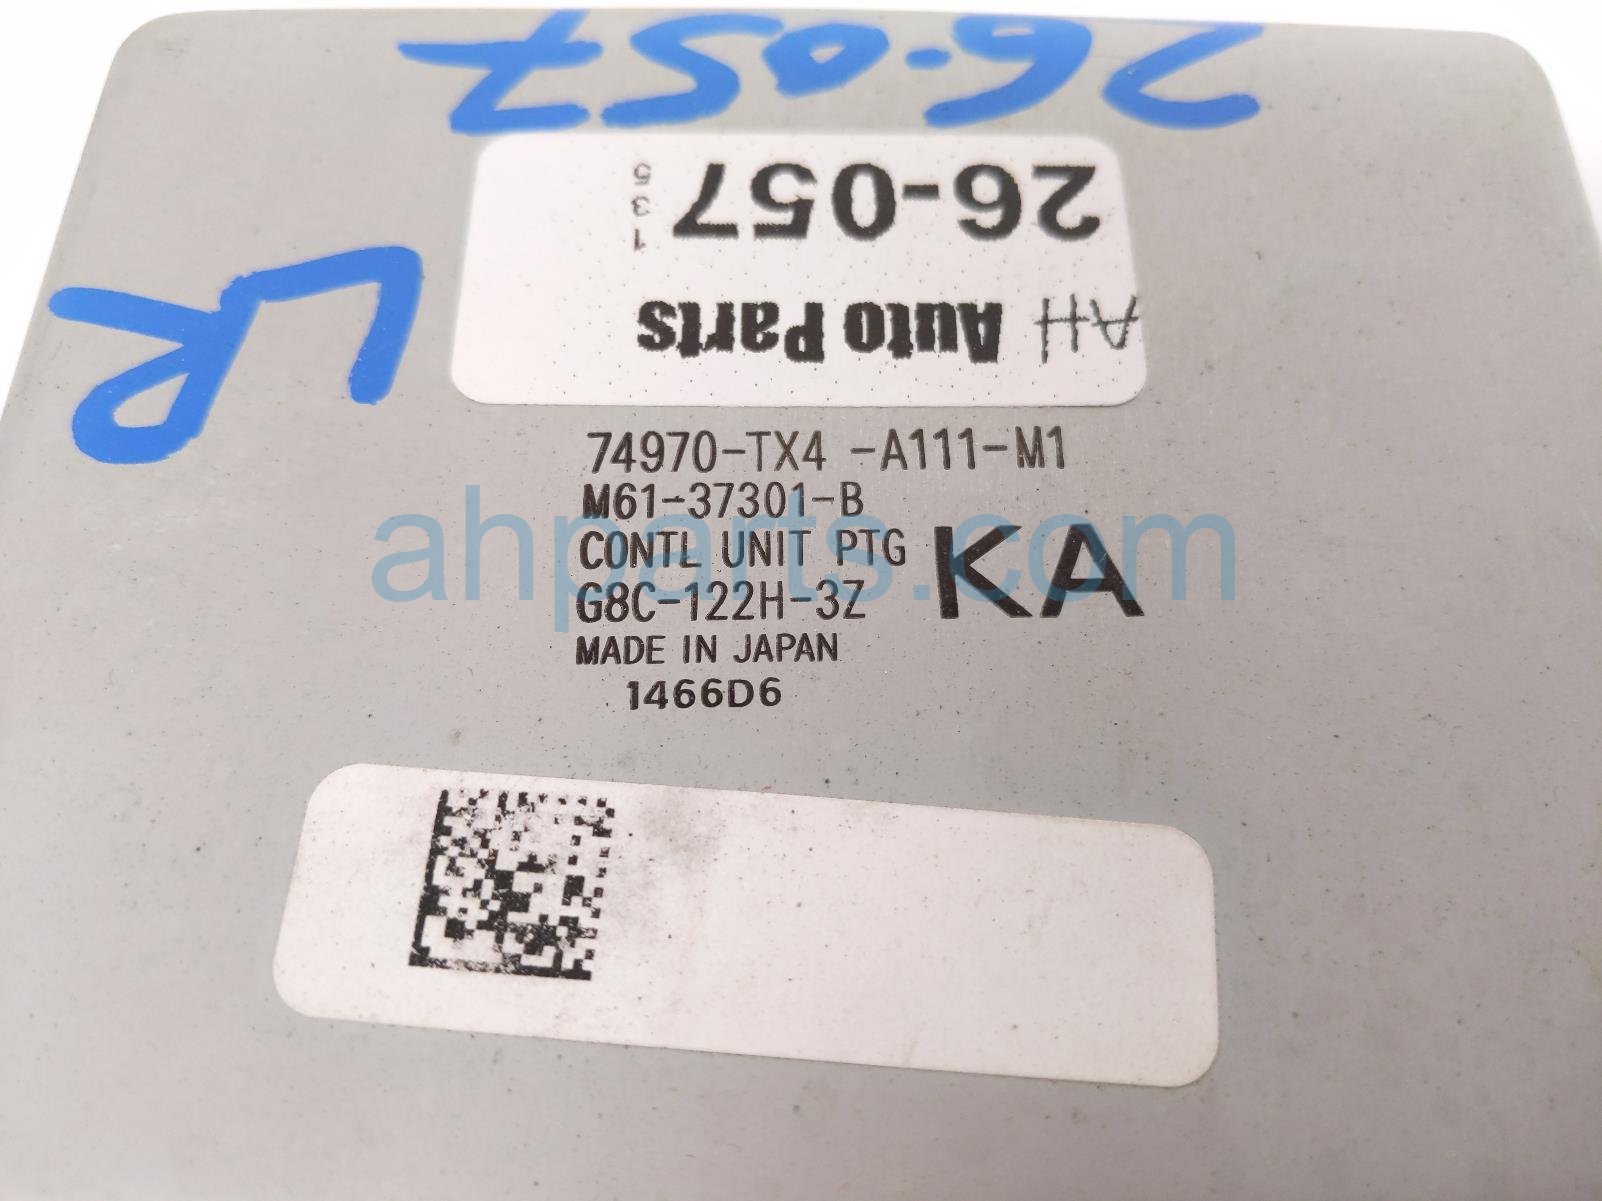 26-057
26-057
531
AH Auto Parts
LR
74970-TX4 -A111-M1
M61-37301-B
CONTL UNIT PTG
KA
G8C-122H-3Z
MADE IN JAPAN
1466D6
ahparts.com